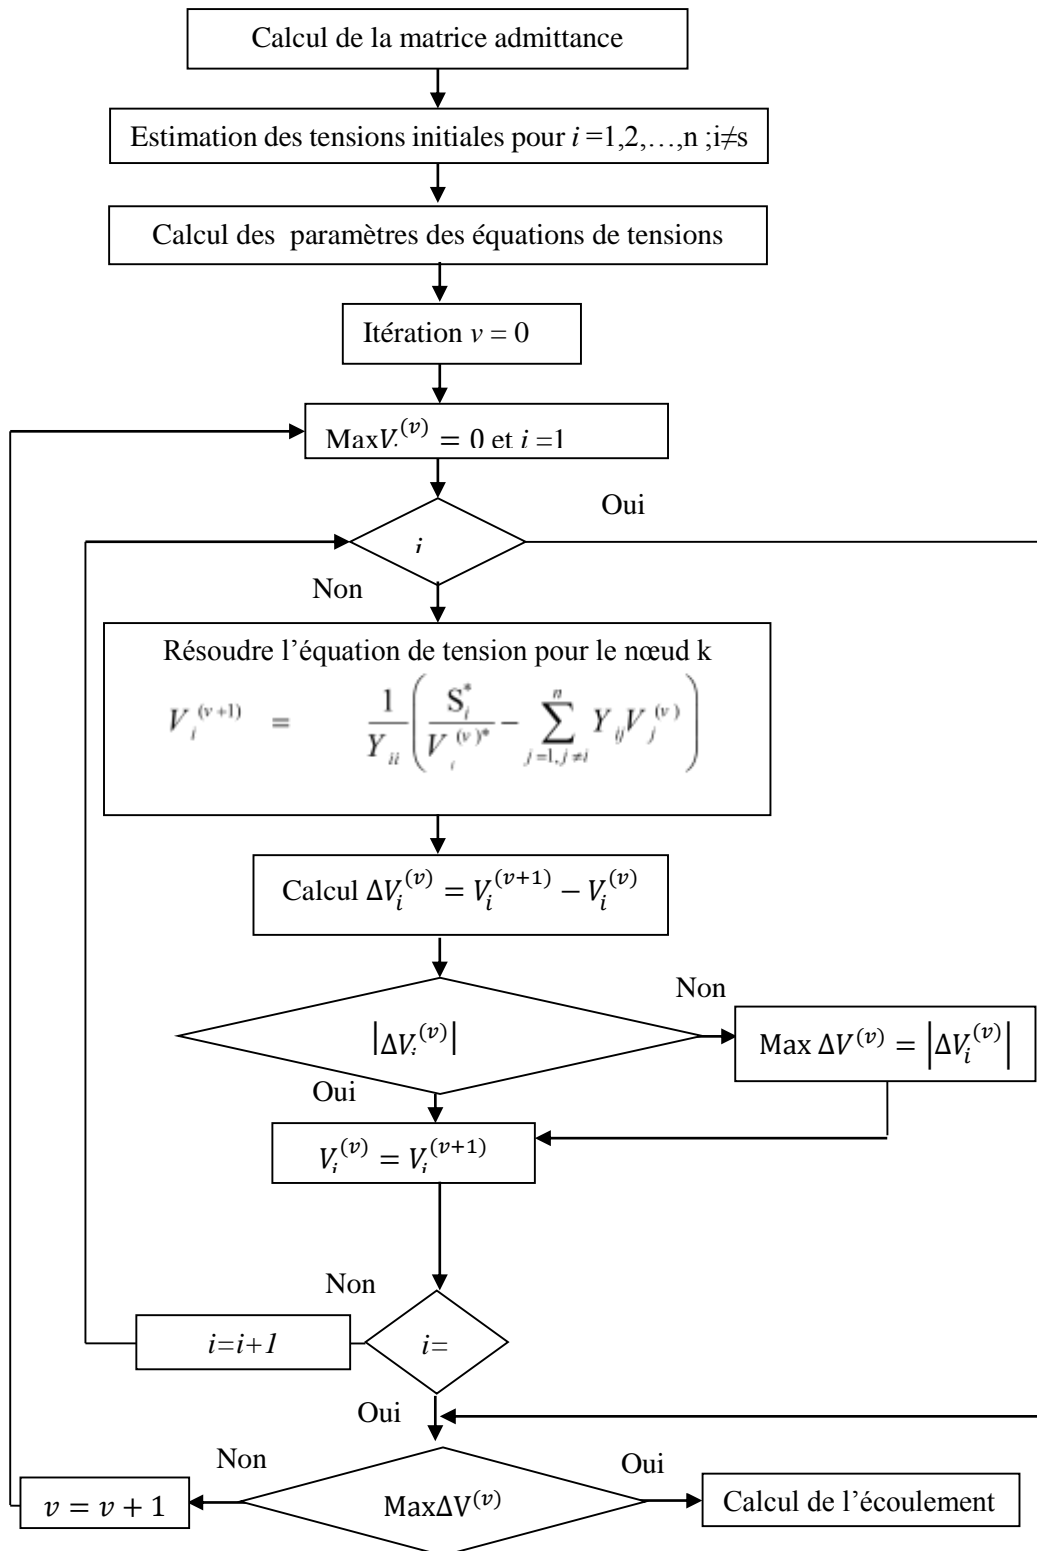 Calcul de la matrice admittance
Estimation des tensions initiales pour i =1,2,…,n ;i≠s
Calcul des paramètres des équations de tensions
Itération v = 0
MaxV_i^(v) = 0 et i =1
Oui
i
Non
Résoudre l’équation de tension pour le nœud k
V_i^(v+1) = 1/Y_ii ( S_i^*/V_i^(v)* - ∑_{j=1, j≠i}^n Y_ij V_j^(v) )
Calcul ΔV_i^(v) = V_i^(v+1) − V_i^(v)
Non
|ΔV_i^(v)|
Max ΔV^(v) = |ΔV_i^(v)|
Oui
V_i^(v) = V_i^(v+1)
Non
i=i+1
i=
Oui
Non
Oui
v = v + 1
MaxΔV^(v)
Calcul de l’écoulement